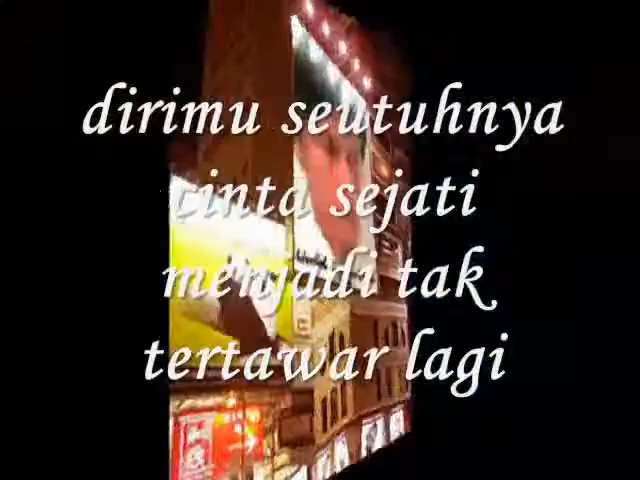 dirimu seutuhnya
cinta sejati
menjadi tak
tertawar lagi